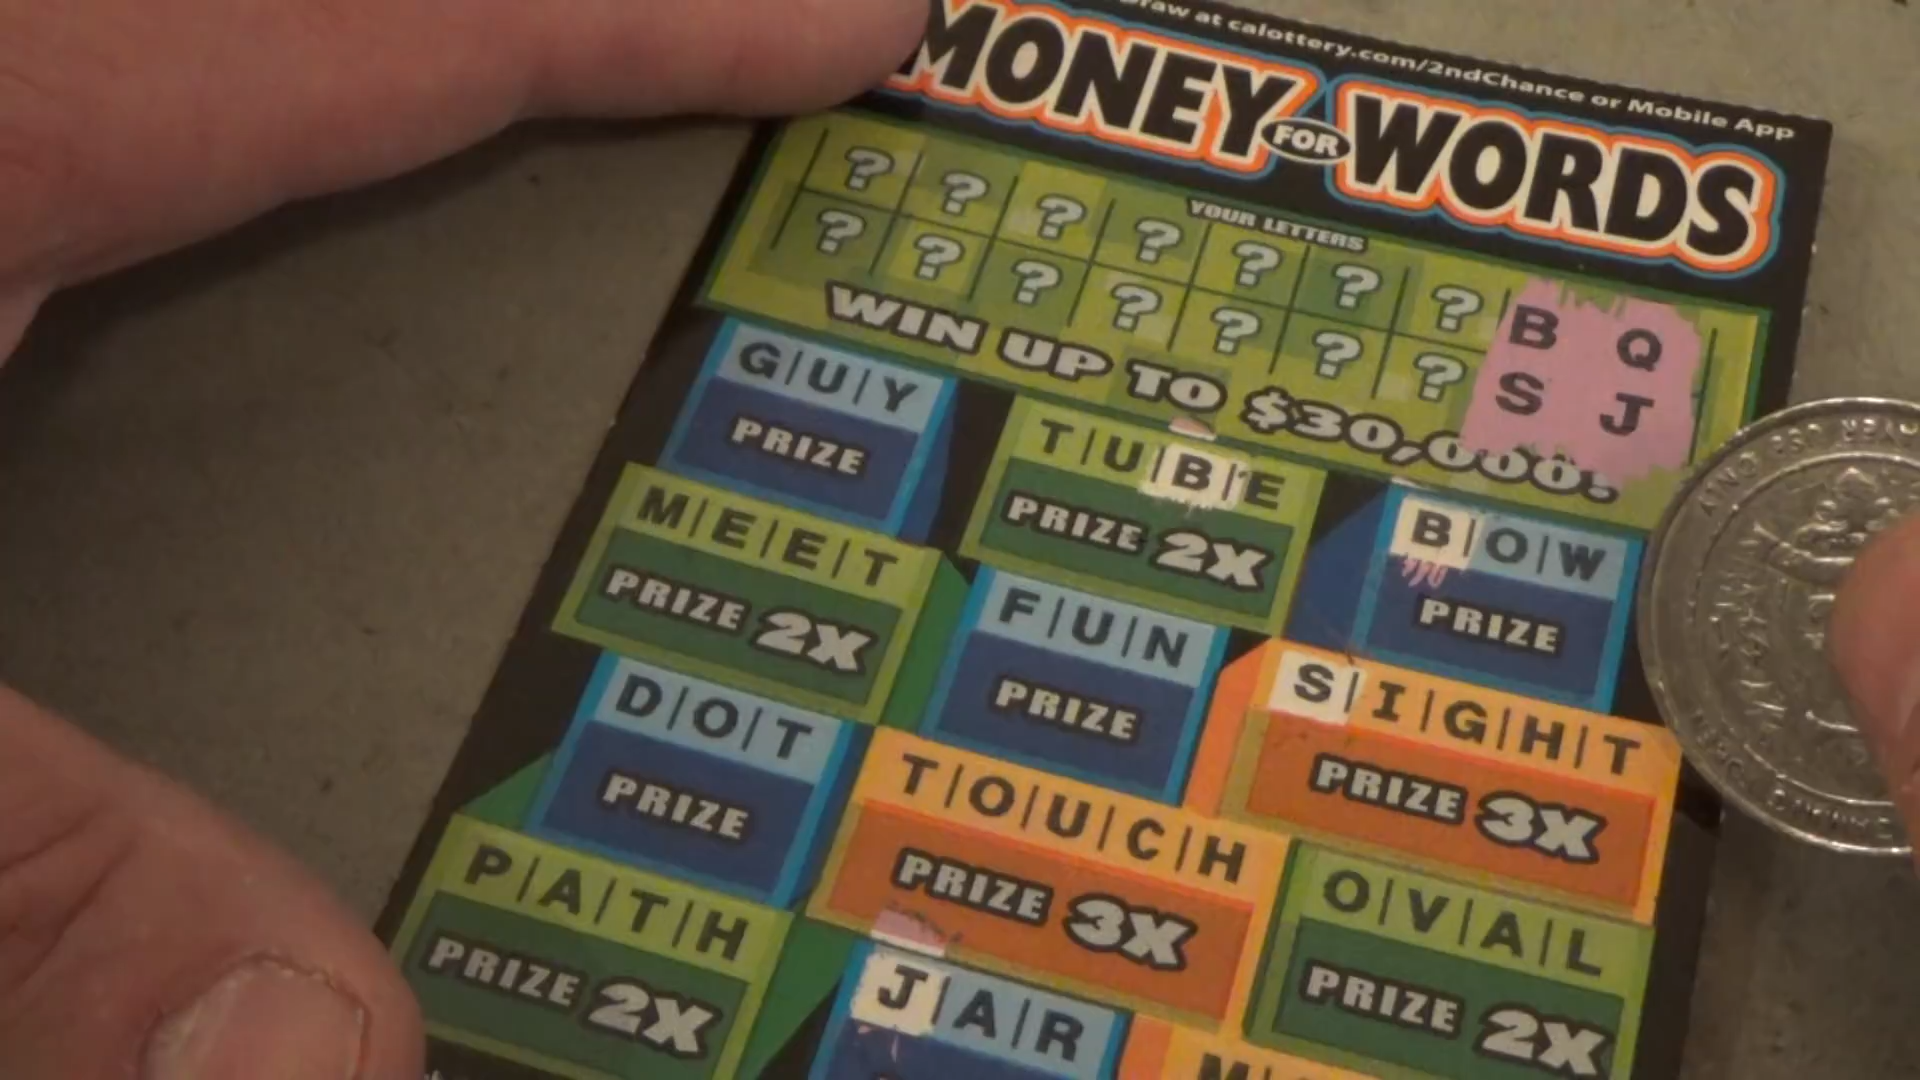 Draw at calottery.com/2ndChance or Mobile App
MONEY FOR WORDS
YOUR LETTERS
? ? ? ? ? ? ? B Q
? ? ? ? ? ? ? S J
WIN UP TO $30,000!
GUY
PRIZE
TUBE
PRIZE 2X
BOW
PRIZE
MEET
PRIZE 2X
FUN
PRIZE
SIGHT
PRIZE 3X
DOT
PRIZE
TOUCH
PRIZE 3X
OVAL
PRIZE 2X
PATH
PRIZE 2X
JAR